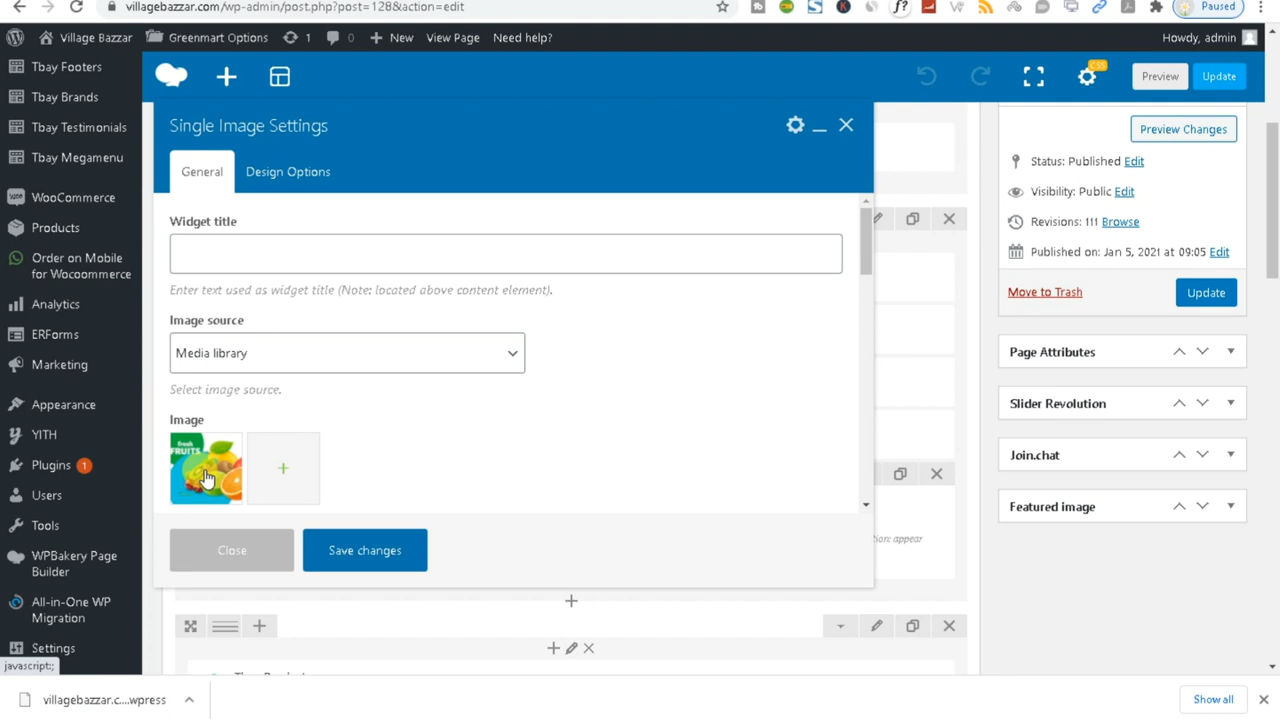 villagebazzar.com/wp-admin/post.php?post=128&action=edit
Paused
Village Bazzar
Greenmart Options
1
0
New
View Page
Need help?
Howdy, admin
Tbay Footers
Tbay Brands
Tbay Testimonials
Tbay Megamenu
WooCommerce
Products
Order on Mobile
for Wocoommerce
Analytics
ERForms
Marketing
Appearance
YITH
Plugins 1
Users
Tools
WPBakery Page
Builder
All-in-One WP
Migration
Settings
javascript:;
CSS
Preview
Update
Single Image Settings
General
Design Options
Widget title
Enter text used as widget title (Note: located above content element).
Image source
Media library
Select image source.
Image
fresh
FRUITS
Close
Save changes
ction: appear
Preview Changes
Status: Published Edit
Visibility: Public Edit
Revisions: 111 Browse
Published on: Jan 5, 2021 at 09:05 Edit
Move to Trash
Update
Page Attributes
Slider Revolution
Join.chat
Featured image
villagebazzar.c....wpress
Show all